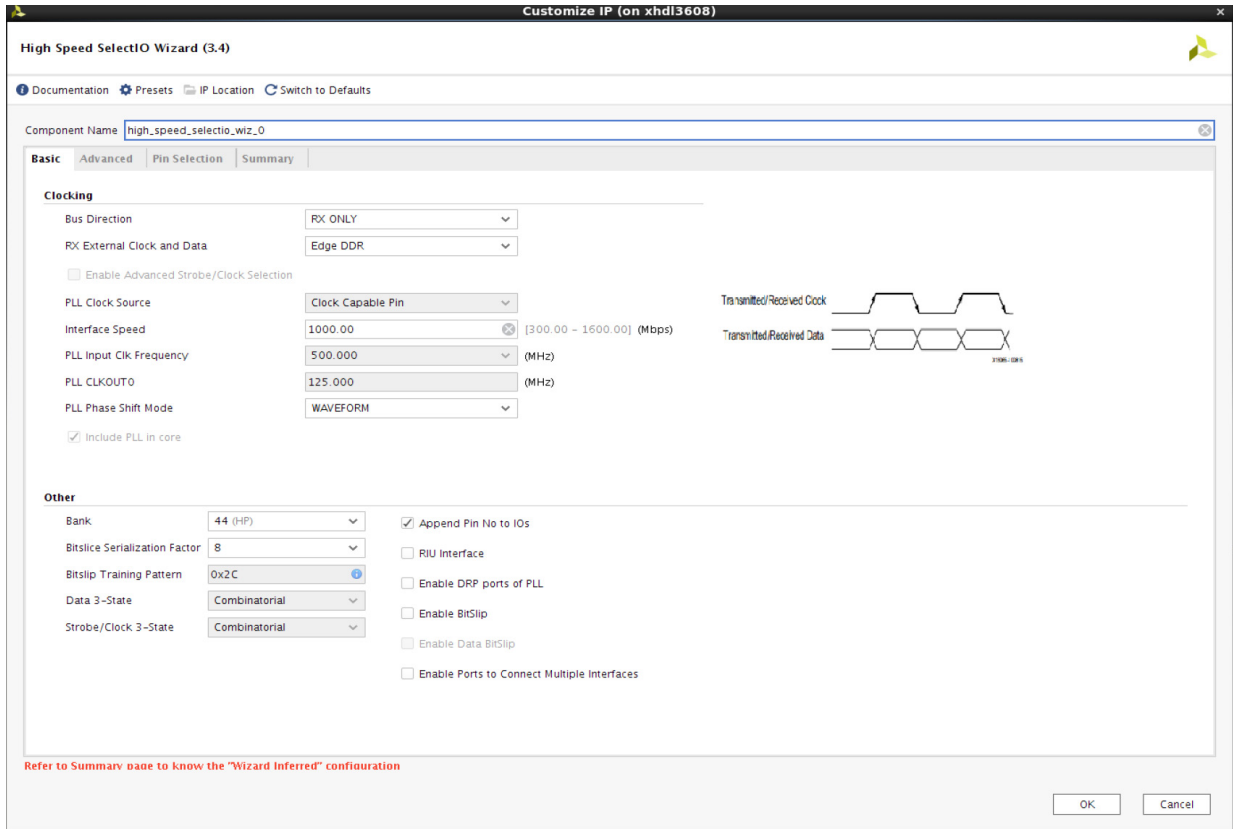 Customize IP (on xhdl3608)
High Speed SelectIO Wizard (3.4)
Documentation Presets IP Location Switch to Defaults
Component Name high_speed_selectio_wiz_0
Basic Advanced Pin Selection Summary
Clocking
Bus Direction RX ONLY
RX External Clock and Data Edge DDR
Enable Advanced Strobe/Clock Selection
PLL Clock Source Clock Capable Pin
Transmitted/Received Clock
Interface Speed 1000.00 [300.00 - 1600.00] (Mbps)
Transmitted/Received Data
PLL Input Clk Frequency 500.000 (MHz)
PLL CLKOUT0 125.000 (MHz)
PLL Phase Shift Mode WAVEFORM
Include PLL in core
Other
Bank 44 (HP) Append Pin No to IOs
Bitslice Serialization Factor 8 RIU Interface
Bitslip Training Pattern 0x2C Enable DRP ports of PLL
Data 3-State Combinatorial Enable BitSlip
Strobe/Clock 3-State Combinatorial Enable Data BitSlip
Enable Ports to Connect Multiple Interfaces
Refer to Summary page to know the "Wizard Inferred" configuration
OK Cancel